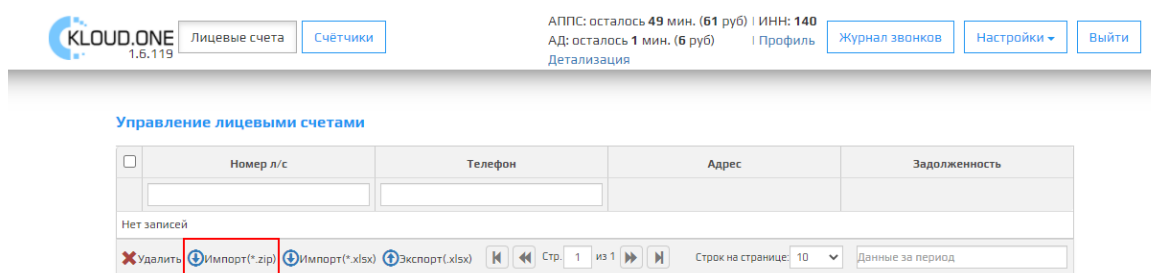 KLOUD.ONE
1.6.119
Лицевые счета
Счётчики
АППС: осталось 49 мин. (61 руб) | ИНН: 140
АД: осталось 1 мин. (6 руб) | Профиль
Детализация
Журнал звонков
Настройки
Выйти
Управление лицевыми счетами
Номер л/с Телефон Адрес Задолженность
Нет записей
Удалить Импорт(*.zip) Импорт(*.xlsx) Экспорт(.xlsx) Стр. 1 из 1 Строк на странице: 10 Данные за период